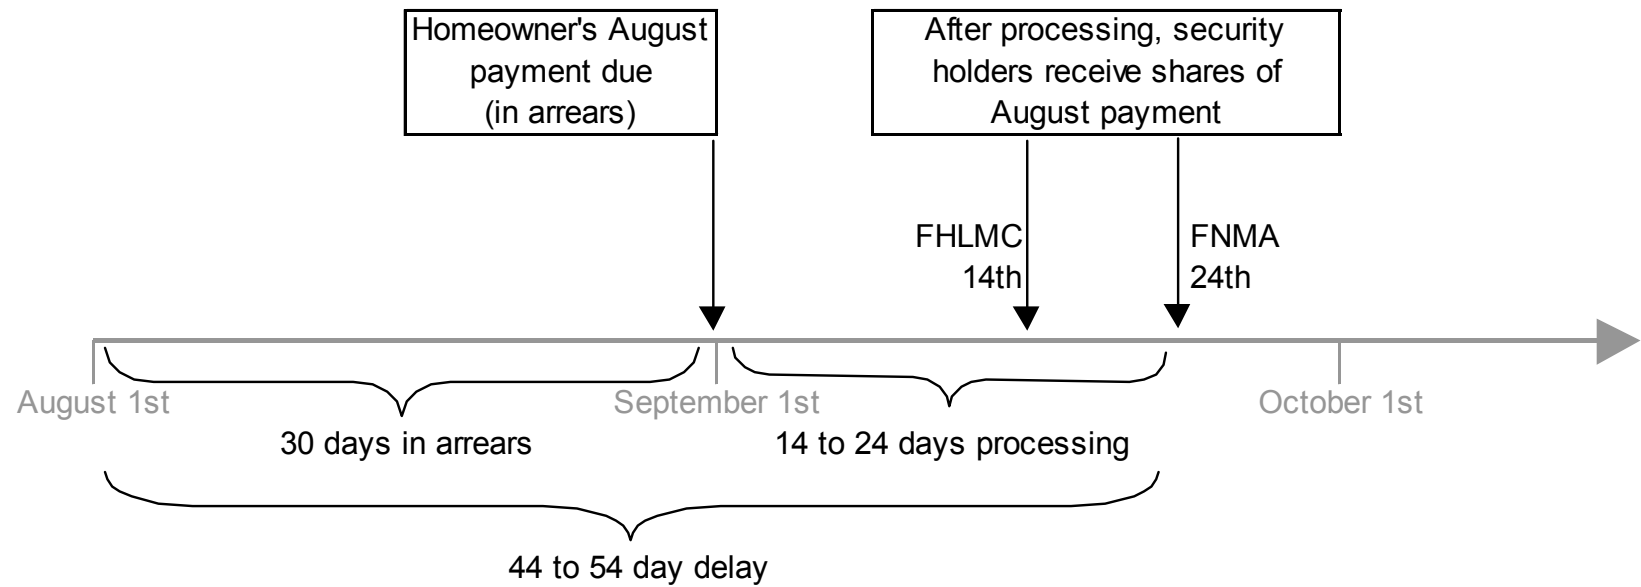 Homeowner's August
payment due
(in arrears)
After processing, security
holders receive shares of
August payment
FHLMC
14th
FNMA
24th
August 1st
September 1st
October 1st
30 days in arrears
14 to 24 days processing
44 to 54 day delay